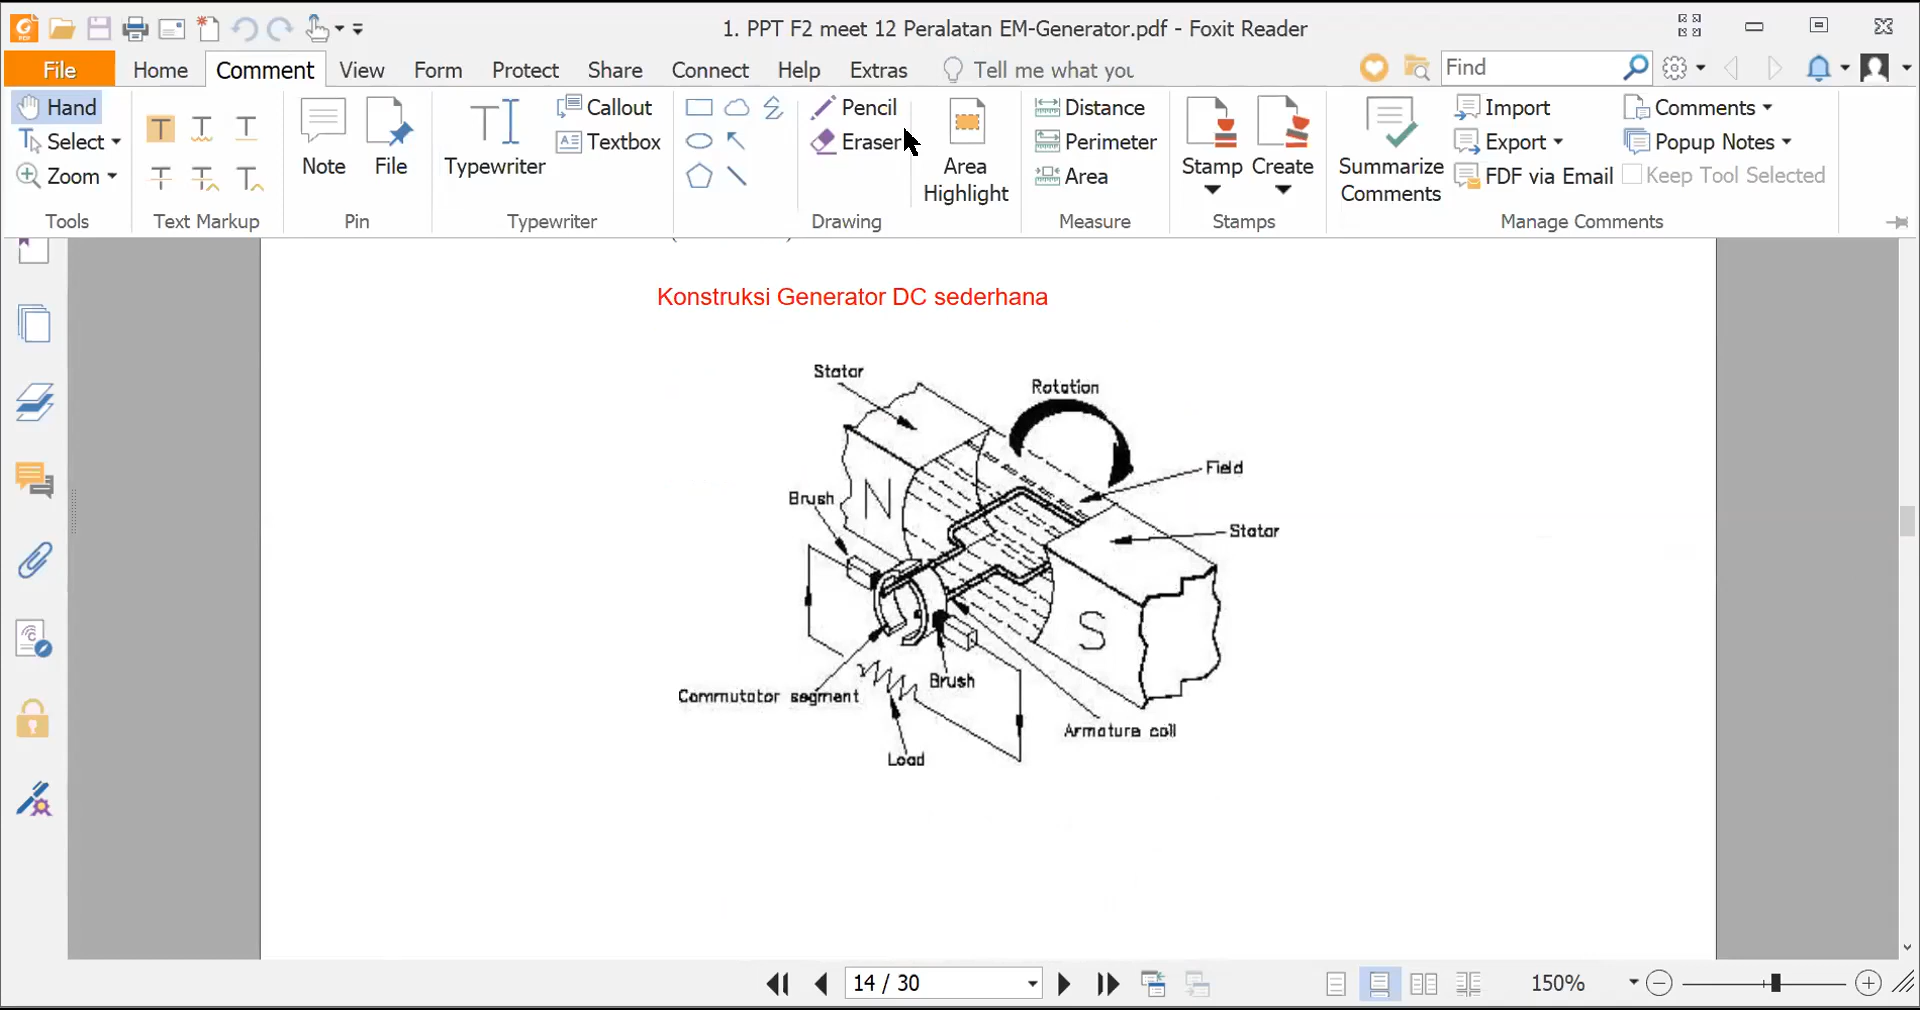 1. PPT F2 meet 12 Peralatan EM-Generator.pdf - Foxit Reader
File Home Comment View Form Protect Share Connect Help Extras Tell me what you Find
Hand
Select
Zoom
Tools
Text Markup
Note
File
Pin
Typewriter
Callout
Textbox
Typewriter
Pencil
Eraser
Drawing
Area
Highlight
Distance
Perimeter
Area
Measure
Stamp
Create
Stamps
Summarize
Comments
Import
Export
FDF via Email
Comments
Popup Notes
Keep Tool Selected
Manage Comments
Konstruksi Generator DC sederhana
Stator
Rotation
Field
Brush
N
Stator
S
Brush
Commutator segment
Armature coil
Load
14 / 30
150%